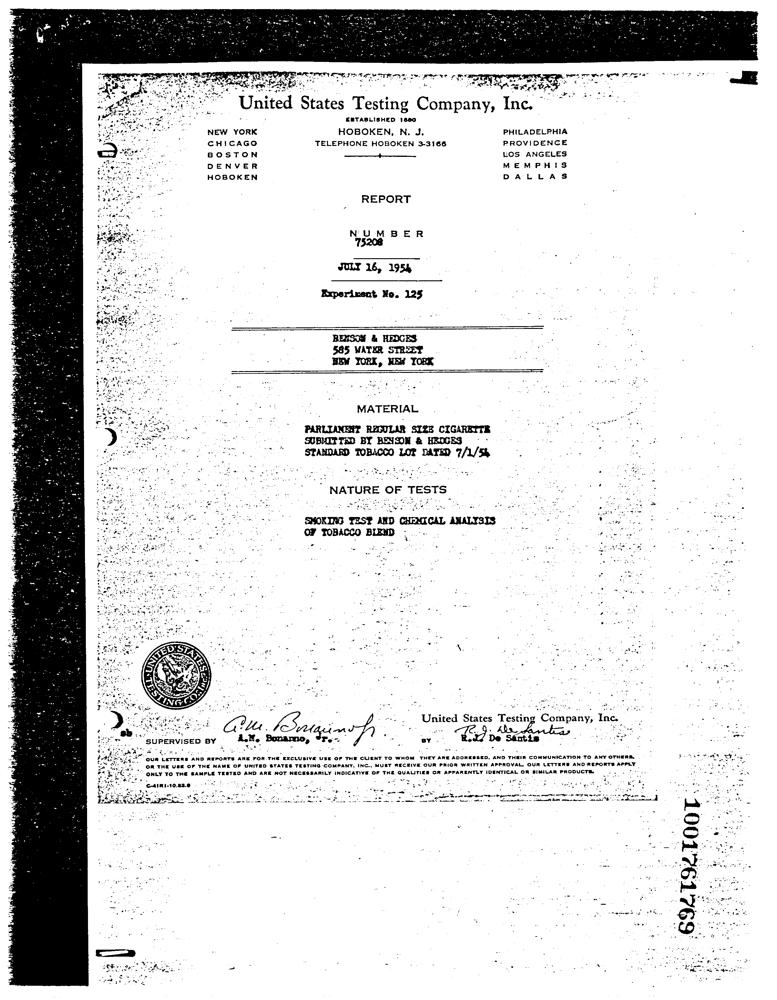 United States Testing Company, Inc.
ESTABLISHED 1880
HOBOKEN, N. J.
TELEPHONE HOBOKEN 3-3166
NEW YORK
CHICAGO
BOSTON
DENVER
HOBOKEN
PHILADELPHIA
PROVIDENCE
LOS ANGELES
MEMPHIS
DALLAS
REPORT
NUMBER
75208
JULY 16, 1954
Experiment No. 125
BENSON & HEDGES
585 WATER STREET
NEW YORK, NEW YORK
MATERIAL
PARLIAMENT REGULAR SIZE CIGARETTE
SUBMITTED BY BENSON & HEDGES
STANDARD TOBACCO LOT DATED 7/1/54
NATURE OF TESTS
SMOKING TEST AND CHEMICAL ANALYSIS
OF TOBACCO BLEND
UNITED STATES
TESTING CO. INC.
United States Testing Company, Inc.
sb
SUPERVISED BY A.M. Bonanno, Jr.
BY R.J. De Santis
OUR LETTERS AND REPORTS ARE FOR THE EXCLUSIVE USE OF THE CLIENT TO WHOM THEY ARE ADDRESSED, AND THEIR COMMUNICATION TO ANY OTHERS,
OR THE USE OF THE NAME OF UNITED STATES TESTING COMPANY, INC., MUST RECEIVE OUR PRIOR WRITTEN APPROVAL. OUR LETTERS AND REPORTS APPLY
ONLY TO THE SAMPLE TESTED AND ARE NOT NECESSARILY INDICATIVE OF THE QUALITIES OF APPARENTLY IDENTICAL OR SIMILAR PRODUCTS.
1001761769